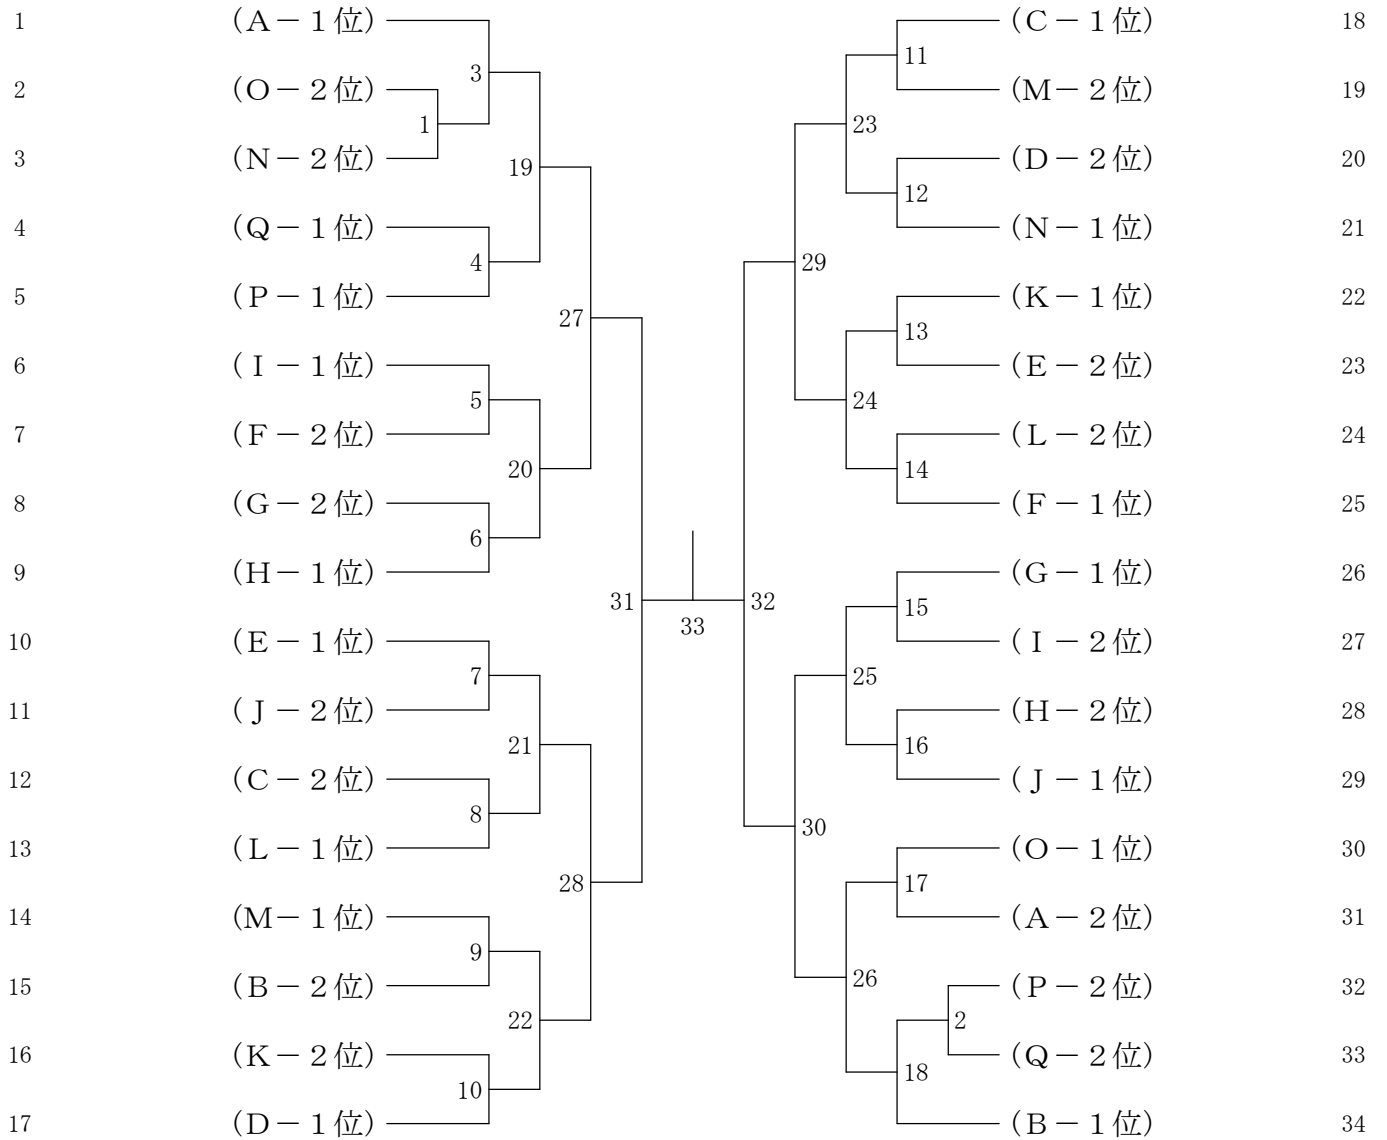 1 （A－1位） （C－1位） 18
3 11
2 （O－2位） （M－2位） 19
1 23
3 （N－2位） （D－2位） 20
19 12
4 （Q－1位） （N－1位） 21
4 29
5 （P－1位） （K－1位） 22
27 13
6 （I－1位） （E－2位） 23
5 24
7 （F－2位） （L－2位） 24
20 14
8 （G－2位） （F－1位） 25
6
9 （H－1位） （G－1位） 26
31 32 15
33
10 （E－1位） （I－2位） 27
7 25
11 （J－2位） （H－2位） 28
21 16
12 （C－2位） （J－1位） 29
8 30
13 （L－1位） （O－1位） 30
28 17
14 （M－1位） （A－2位） 31
9 26
15 （B－2位） （P－2位） 32
22 2
16 （K－2位） （Q－2位） 33
10 18
17 （D－1位） （B－1位） 34